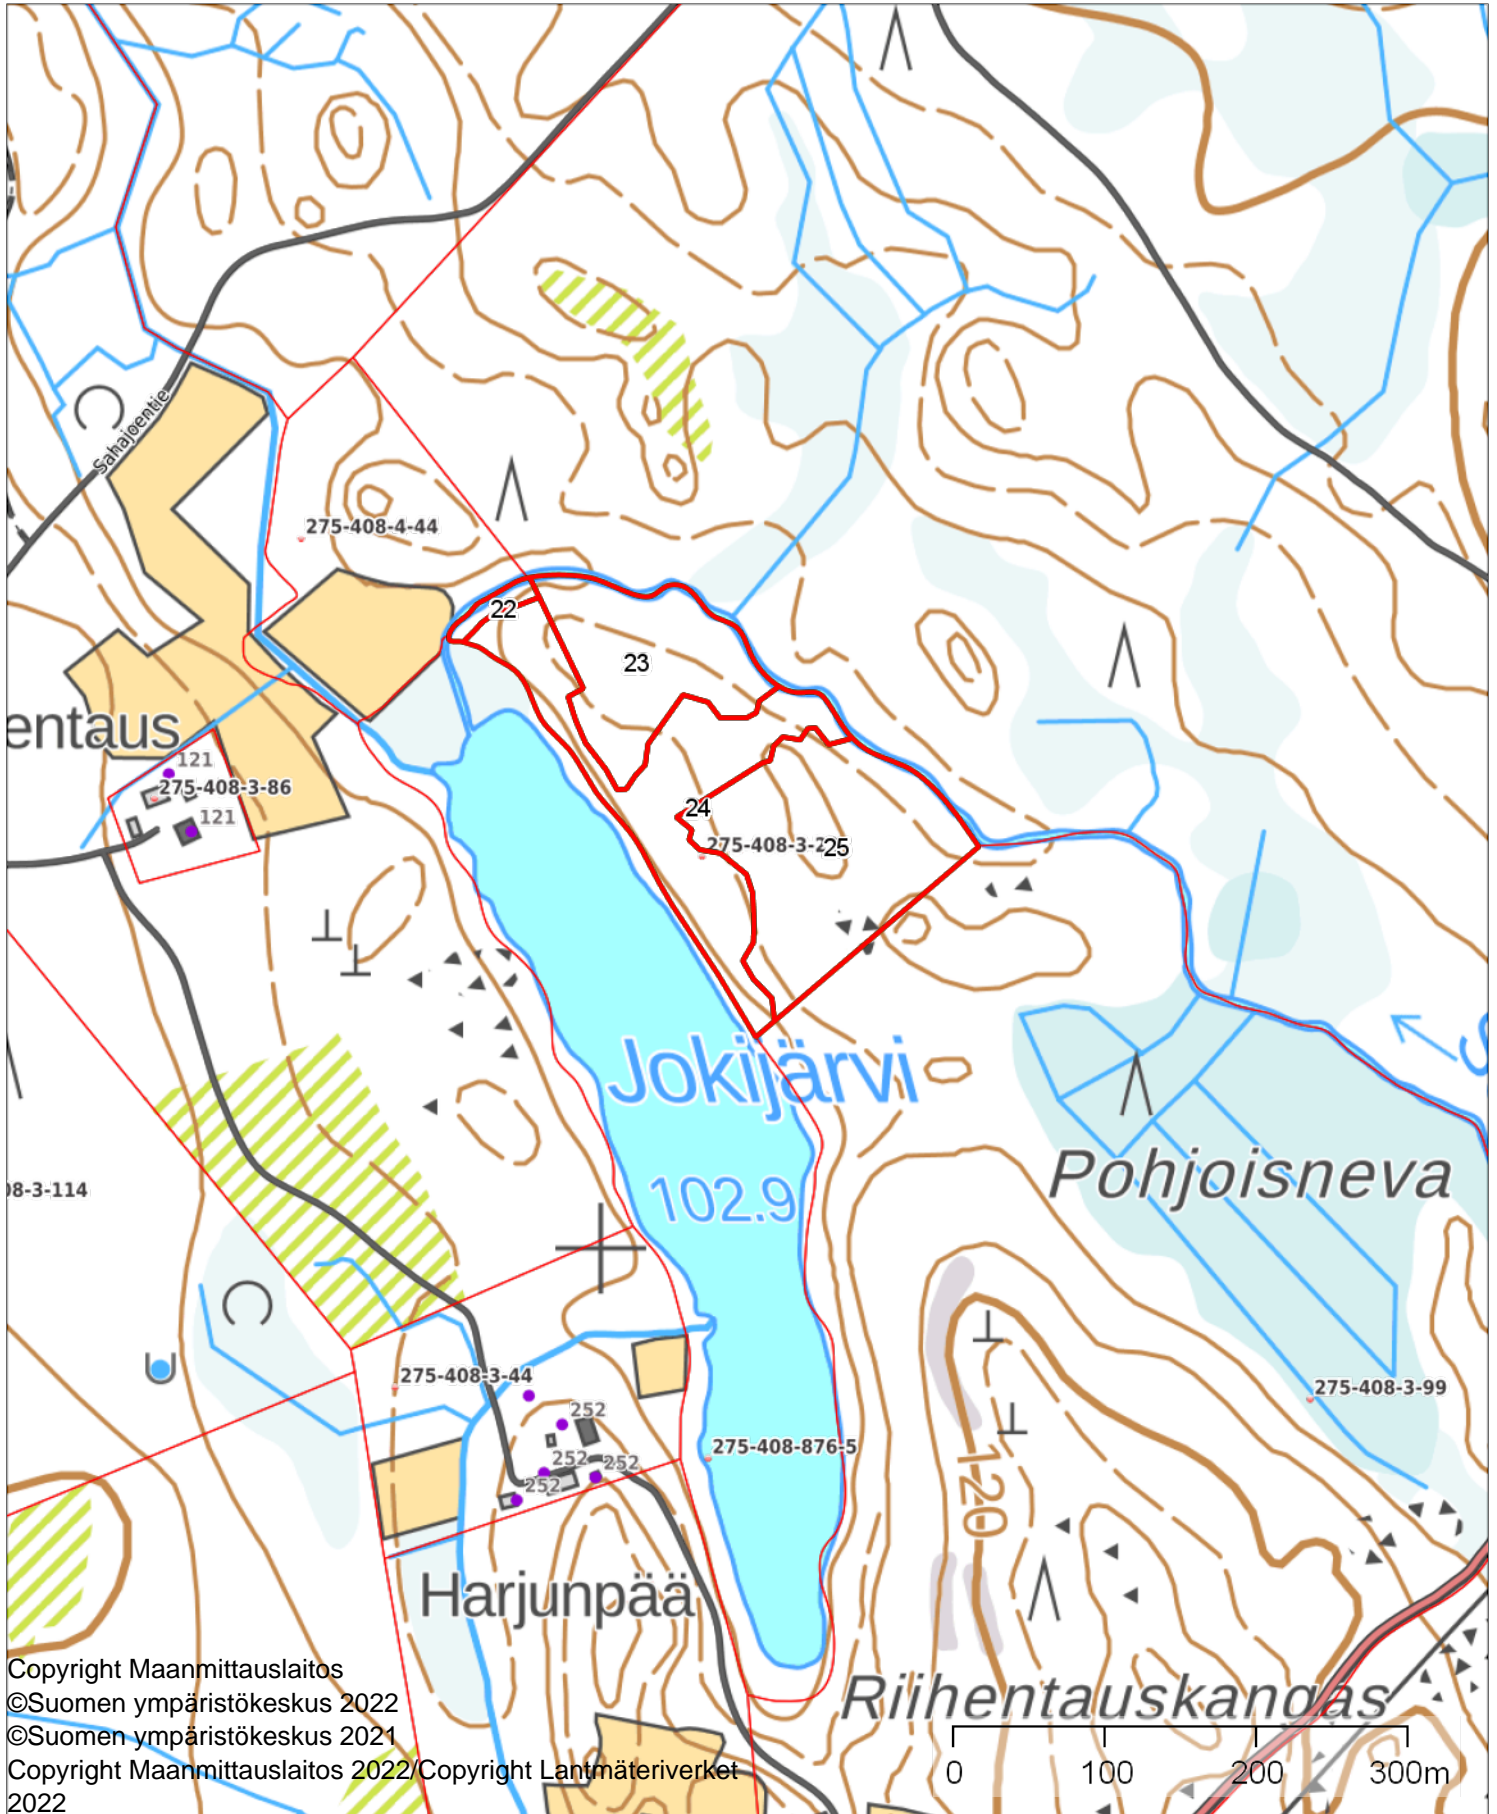 Sahajoentie
275-408-4-44
22
23
entaus
121
275-408-3-86
121
24
275-408-3-2
25
Jokijärvi
102.9
Pohjoisneva
08-3-114
275-408-3-44
252
252
252
252
275-408-876-5
275-408-3-99
120
Harjunpää
Riihentauskangas
Copyright Maanmittauslaitos
©Suomen ympäristökeskus 2022
©Suomen ympäristökeskus 2021
Copyright Maanmittauslaitos 2022/Copyright Lantmäteriverket
2022
0 100 200 300m